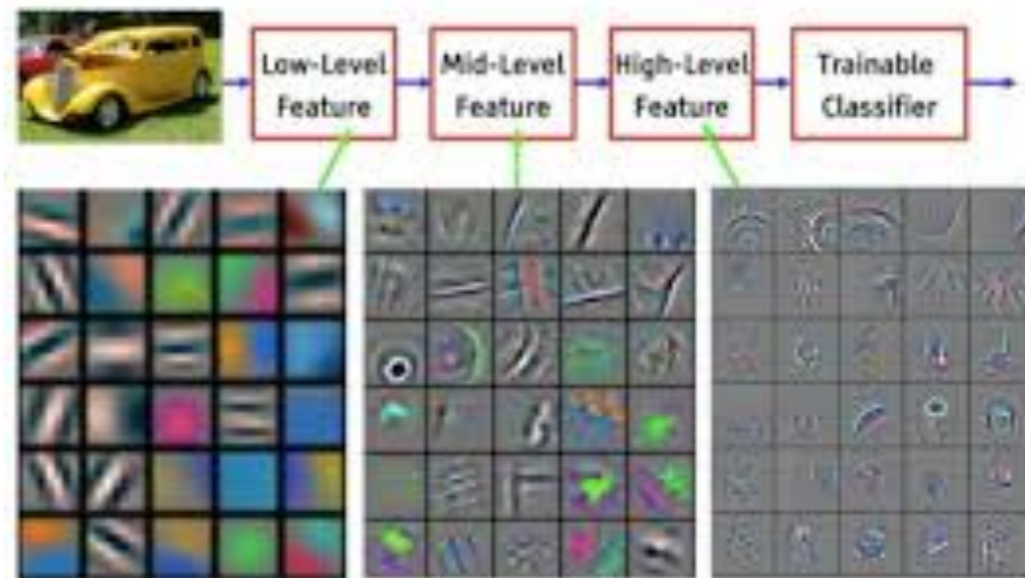 Low-Level
Feature
Mid-Level
Feature
High-Level
Feature
Trainable
Classifier